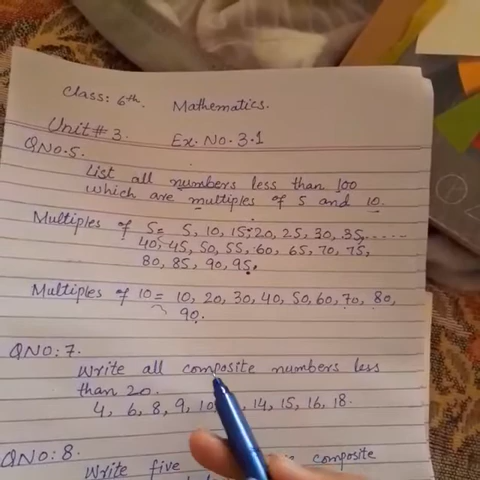 Class: 6th. Mathematics.
Unit # 3. Ex. No. 3.1
QNO.5.
List all numbers less than 100
which are multiples of 5 and 10.
Multiples of 5= 5, 10, 15, 20, 25, 30, 35,.....
40, 45, 50, 55, 60, 65, 70, 75,
80, 85, 90, 95.
Multiples of 10 = 10, 20, 30, 40, 50, 60, 70, 80,
90.
QNO:7.
Write all composite numbers less
than 20.
4, 6, 8, 9, 10, 14, 15, 16, 18.
QNO:8.
Write five composite